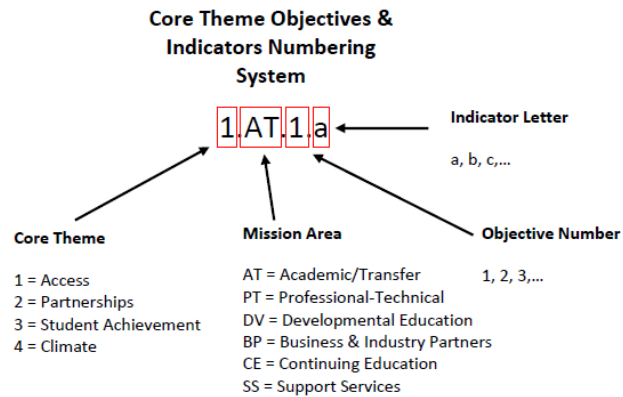 Core Theme Objectives &
Indicators Numbering
System
1.AT.1.a
Indicator Letter
a, b, c,...
Core Theme
1 = Access
2 = Partnerships
3 = Student Achievement
4 = Climate
Mission Area
AT = Academic/Transfer
PT = Professional-Technical
DV = Developmental Education
BP = Business & Industry Partners
CE = Continuing Education
SS = Support Services
Objective Number
1, 2, 3,...